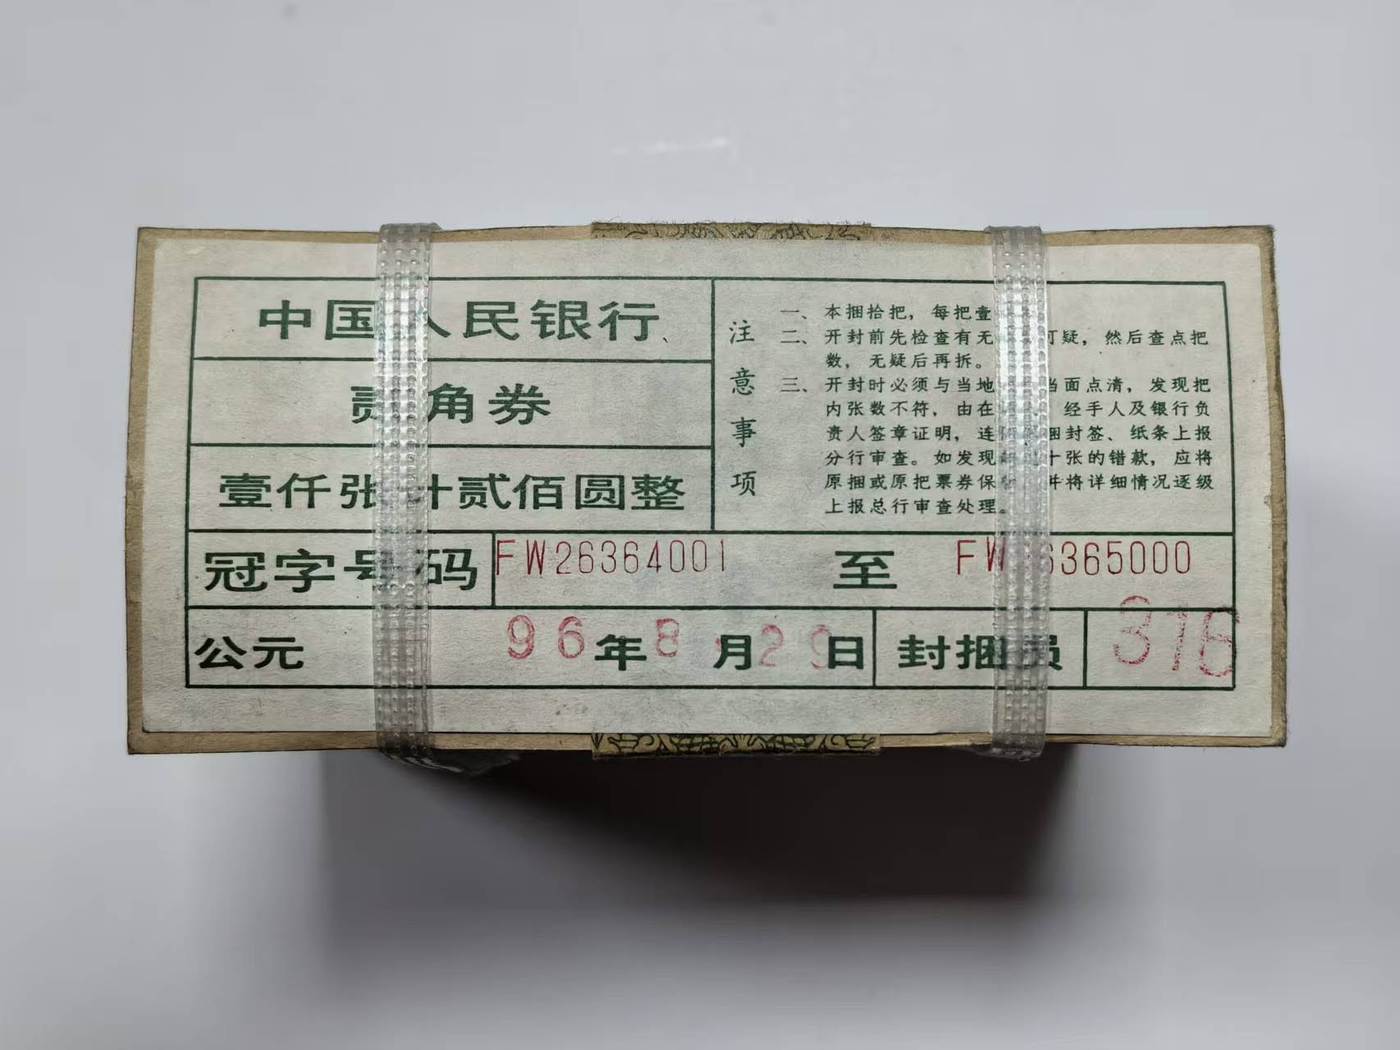 中国人民银行
贰角券
壹仟张计贰佰圆整
注意事项
一、本捆拾把，每把壹
二、开封前先检查有无 可疑，然后查点把
数，无疑后再拆。
三、开封时必须与当地 当面点清，发现把
内张数不符，由在 经手人及银行负
责人签章证明，连 捆封签、纸条上报
分行审查。如发现 十张的错款，应将
原捆或原把票券保 并将详细情况逐级
上报总行审查处理。
冠字号码 FW26364001 至 FW 6365000
公元 96年8月29日 封捆员 316